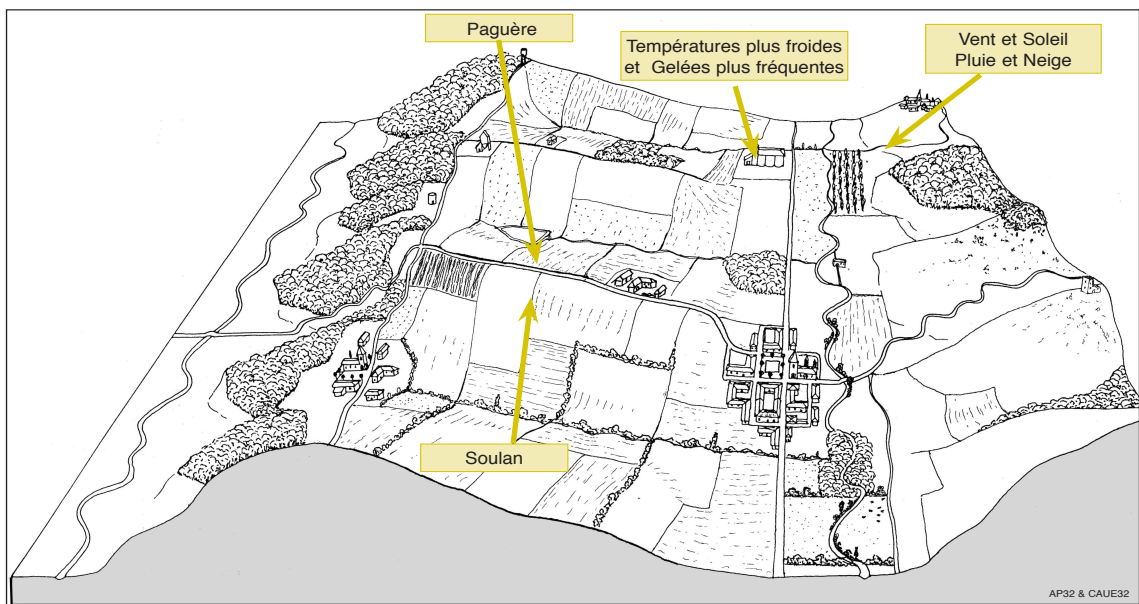 Paguère
Températures plus froides
et Gelées plus fréquentes
Vent et Soleil
Pluie et Neige
Soulan
AP32 & CAUE32